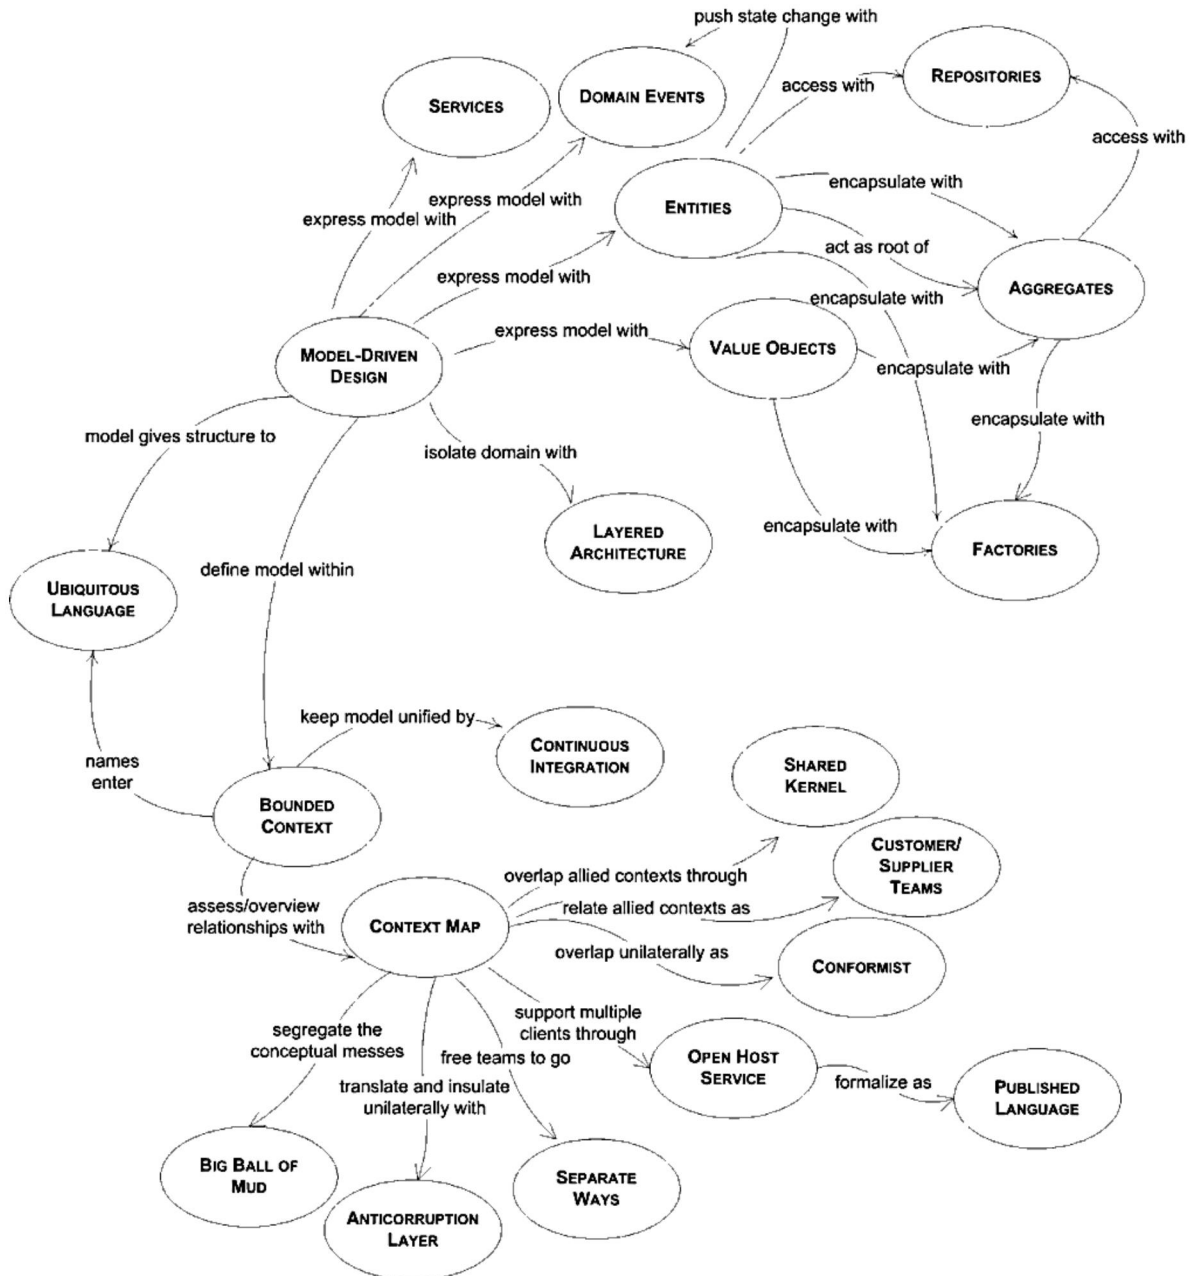 push state change with
SERVICES
DOMAIN EVENTS
REPOSITORIES
access with
access with
express model with
express model with
ENTITIES
encapsulate with
act as root of
express model with
AGGREGATES
encapsulate with
express model with
VALUE OBJECTS
encapsulate with
MODEL-DRIVEN
DESIGN
model gives structure to
isolate domain with
encapsulate with
LAYERED
ARCHITECTURE
encapsulate with
FACTORIES
define model within
UBIQUITOUS
LANGUAGE
keep model unified by
CONTINUOUS
INTEGRATION
names
enter
BOUNDED
CONTEXT
SHARED
KERNEL
CUSTOMER/
SUPPLIER
TEAMS
overlap allied contexts through
assess/overview
relationships with
CONTEXT MAP
relate allied contexts as
overlap unilaterally as
CONFORMIST
support multiple
clients through
segregate the
conceptual messes
free teams to go
OPEN HOST
SERVICE
formalize as
PUBLISHED
LANGUAGE
translate and insulate
unilaterally with
BIG BALL OF
MUD
SEPARATE
WAYS
ANTICORRUPTION
LAYER